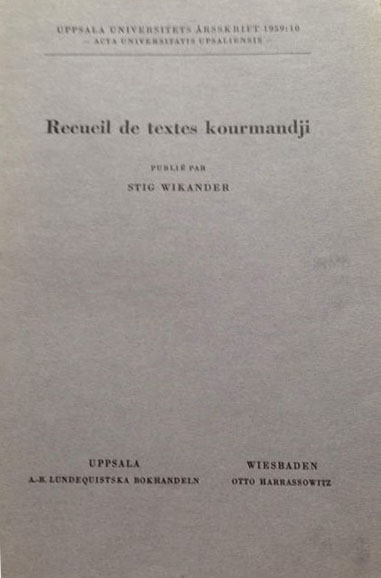 UPPSALA UNIVERSITETS ÅRSSKRIFT 1959:10
– ACTA UNIVERSITATIS UPSALIENSIS –
Recueil de textes kourmandji
PUBLIÉ PAR
STIG WIKANDER
UPPSALA
A.-B. LUNDEQUISTSKA BOKHANDELN
WIESBADEN
OTTO HARRASSOWITZ